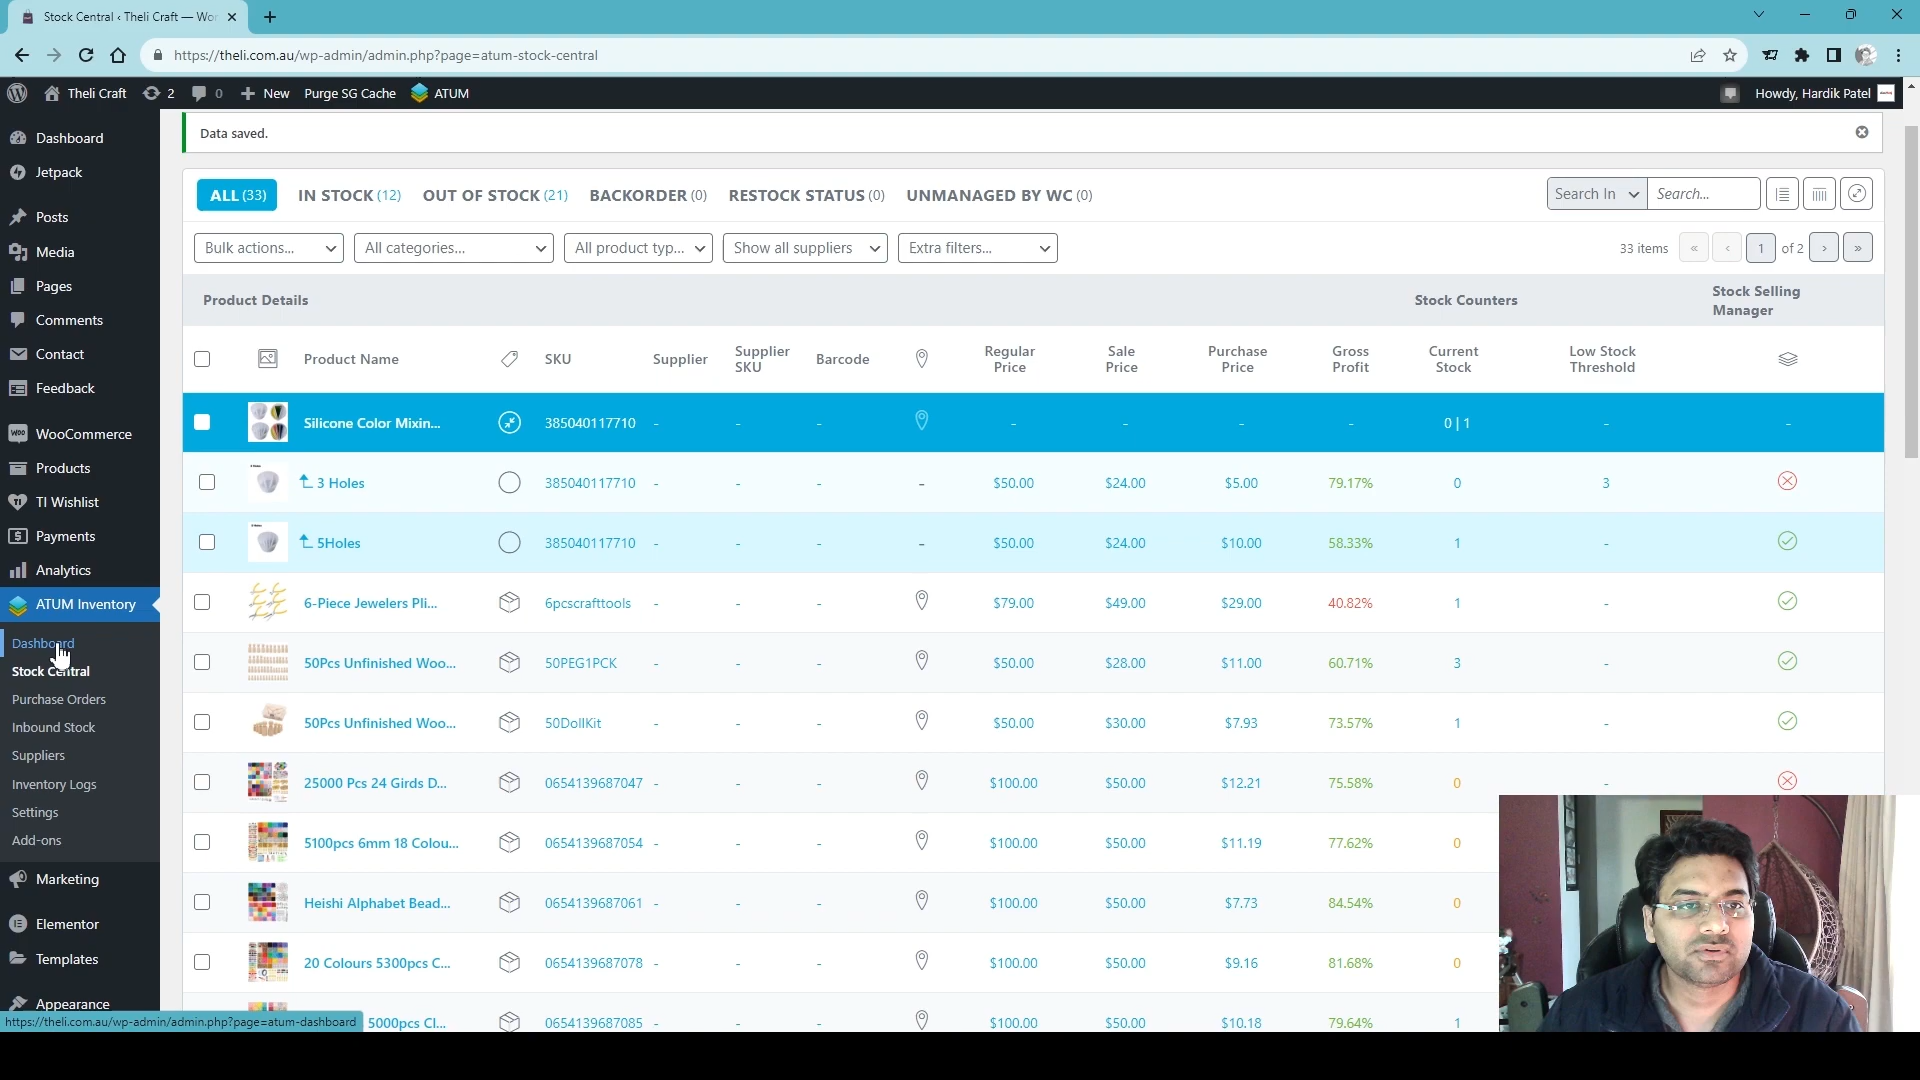 Stock Central ‹ Theli Craft — Wor
https://theli.com.au/wp-admin/admin.php?page=atum-stock-central
Theli Craft 2 0 New Purge SG Cache ATUM Howdy, Hardik Patel
Dashboard
Jetpack
Posts
Media
Pages
Comments
Contact
Feedback
WooCommerce
Products
TI Wishlist
Payments
Analytics
ATUM Inventory
Dashboard
Stock Central
Purchase Orders
Inbound Stock
Suppliers
Inventory Logs
Settings
Add-ons
Marketing
Elementor
Templates
Appearance
https://theli.com.au/wp-admin/admin.php?page=atum-dashboard
Data saved.
ALL (33) IN STOCK (12) OUT OF STOCK (21) BACKORDER (0) RESTOCK STATUS (0) UNMANAGED BY WC (0) Search In Search...
Bulk actions... All categories... All product typ... Show all suppliers Extra filters... 33 items « ‹ 1 of 2 › »
Product Details Stock Counters Stock Selling Manager
Product Name SKU Supplier Supplier SKU Barcode Regular Price Sale Price Purchase Price Gross Profit Current Stock Low Stock Threshold
Silicone Color Mixin... 385040117710 - - - - - - - 0 | 1 - -
3 Holes 385040117710 - - - - $50.00 $24.00 $5.00 79.17% 0 3
5Holes 385040117710 - - - - $50.00 $24.00 $10.00 58.33% 1 -
6-Piece Jewelers Pli... 6pcscrafttools - - - $79.00 $49.00 $29.00 40.82% 1 -
50Pcs Unfinished Woo... 50PEG1PCK - - - $50.00 $28.00 $11.00 60.71% 3 -
50Pcs Unfinished Woo... 50DollKit - - - $50.00 $30.00 $7.93 73.57% 1 -
25000 Pcs 24 Girds D... 0654139687047 - - - $100.00 $50.00 $12.21 75.58% 0 -
5100pcs 6mm 18 Colou... 0654139687054 - - - $100.00 $50.00 $11.19 77.62% 0
Heishi Alphabet Bead... 0654139687061 - - - $100.00 $50.00 $7.73 84.54% 0
20 Colours 5300pcs C... 0654139687078 - - - $100.00 $50.00 $9.16 81.68% 0
5000pcs Cl... 0654139687085 - - - $100.00 $50.00 $10.18 79.64% 1